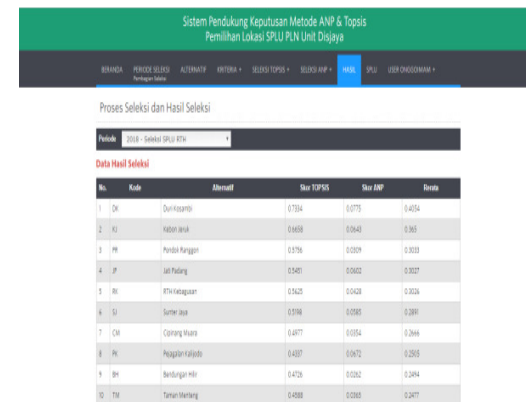 Sistem Pendukung Keputusan Metode ANP & Topsis
Pemilihan Lokasi SPLU PLN Unit Disjaya
BERANDA PERIODE SELEKSI ALTERNATIF KRITERIA SELEKSI TOPSIS SELEKSI ANP HASIL SPLU USER
Pembagian Seleksi
Proses Seleksi dan Hasil Seleksi
Periode 2018 - Seleksi SPLU RTH
Data Hasil Seleksi
No. Kode Alternatif Skor TOPSIS Skor ANP Rerata
1 DK Duri Kosambi 0.7334 0.0775 0.4054
2 KJ Kebon Jeruk 0.6658 0.0643 0.365
3 PR Pondok Ranggon 0.5756 0.0309 0.3033
4 JP Jati Padang 0.5451 0.0602 0.3027
5 RK RTH Kebagusan 0.5625 0.0428 0.3026
6 SJ Sunter Jaya 0.5198 0.0585 0.2891
7 CM Cipinang Muara 0.4977 0.0354 0.2666
8 PK Pejagalan Kalijodo 0.4337 0.0672 0.2505
9 BH Bendungan Hilir 0.4726 0.0262 0.2494
10 TM Taman Menteng 0.4588 0.0365 0.2477